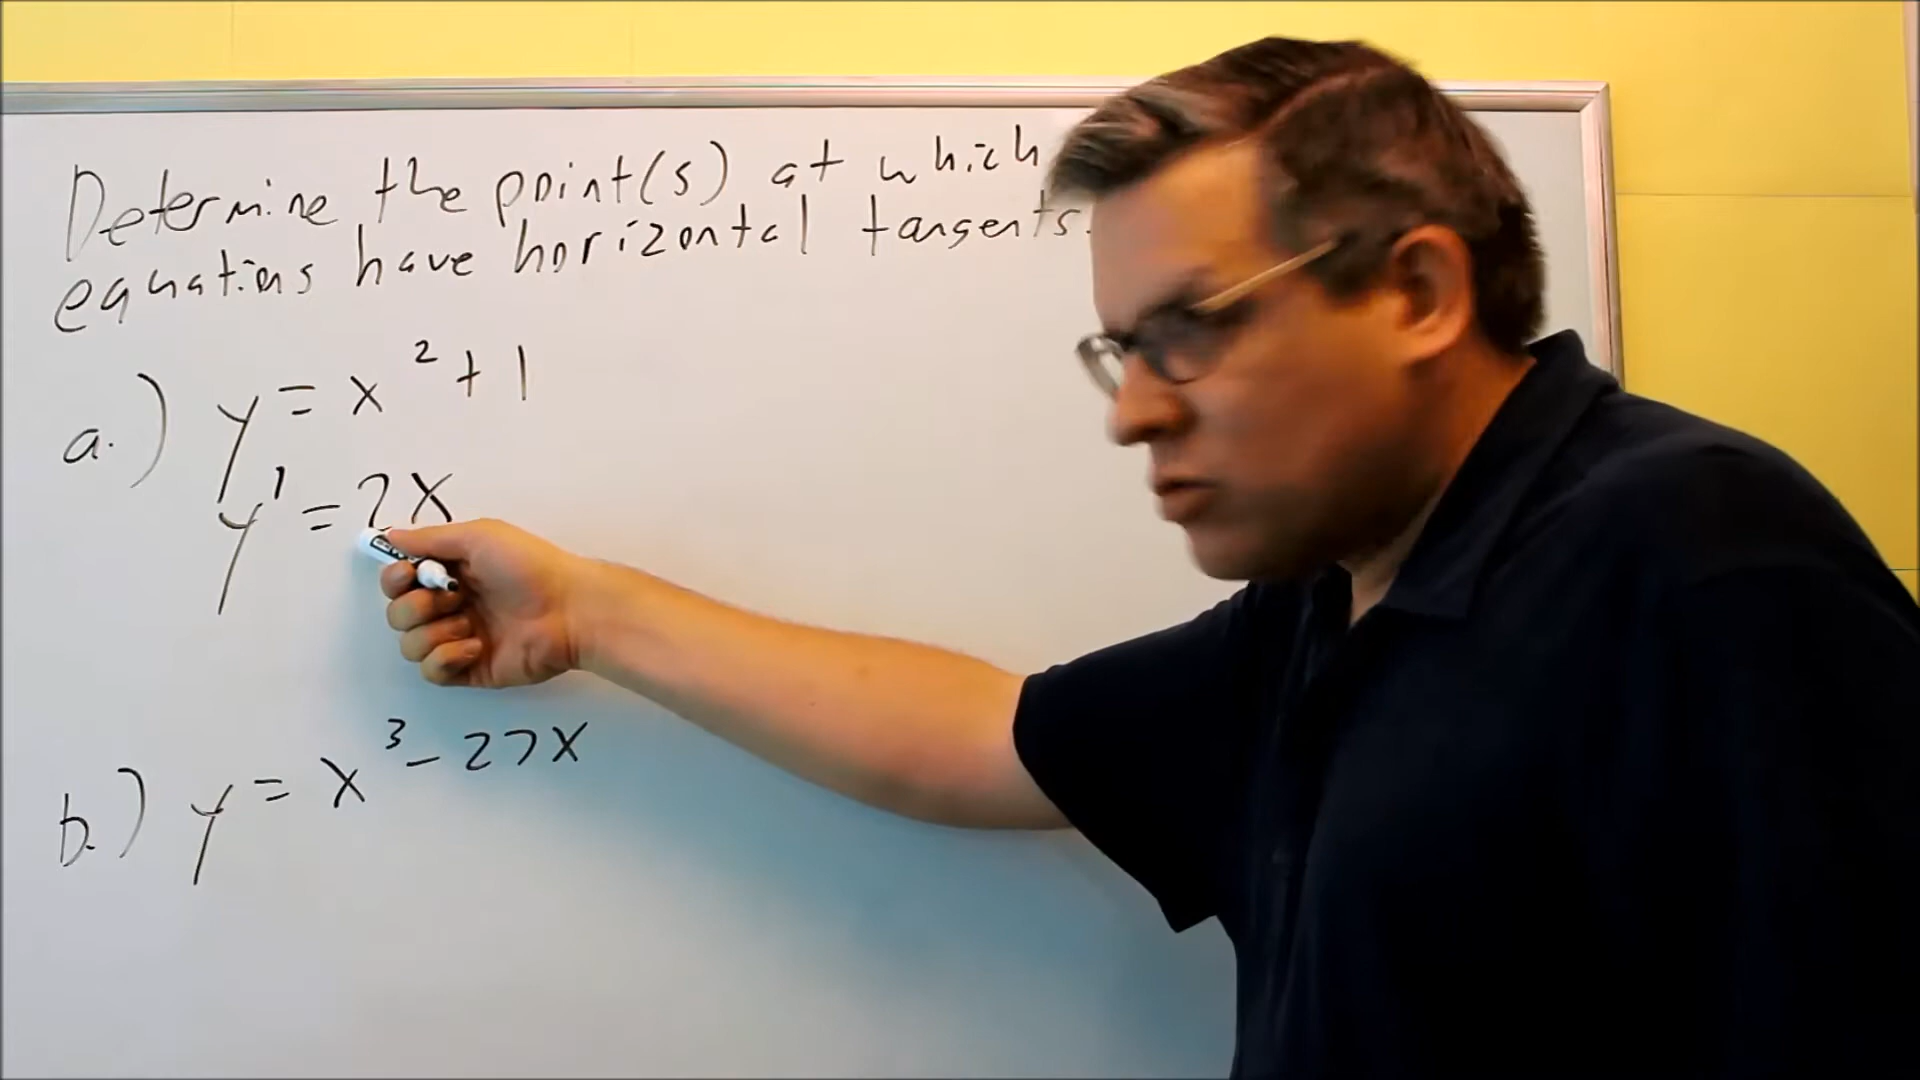 Determine the point(s) at which
equations have horizontal tangents.
a.) y = x² + 1
y' = 2x
b.) y = x³ - 27x